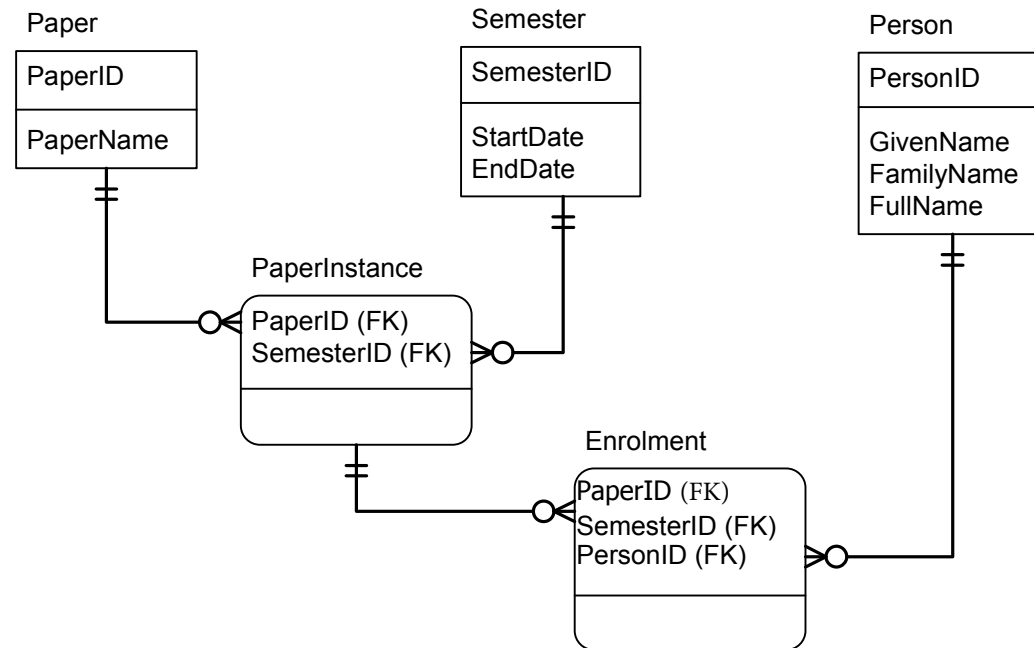 Paper
PaperID
PaperName
Semester
SemesterID
StartDate
EndDate
Person
PersonID
GivenName
FamilyName
FullName
PaperInstance
PaperID (FK)
SemesterID (FK)
Enrolment
PaperID (FK)
SemesterID (FK)
PersonID (FK)